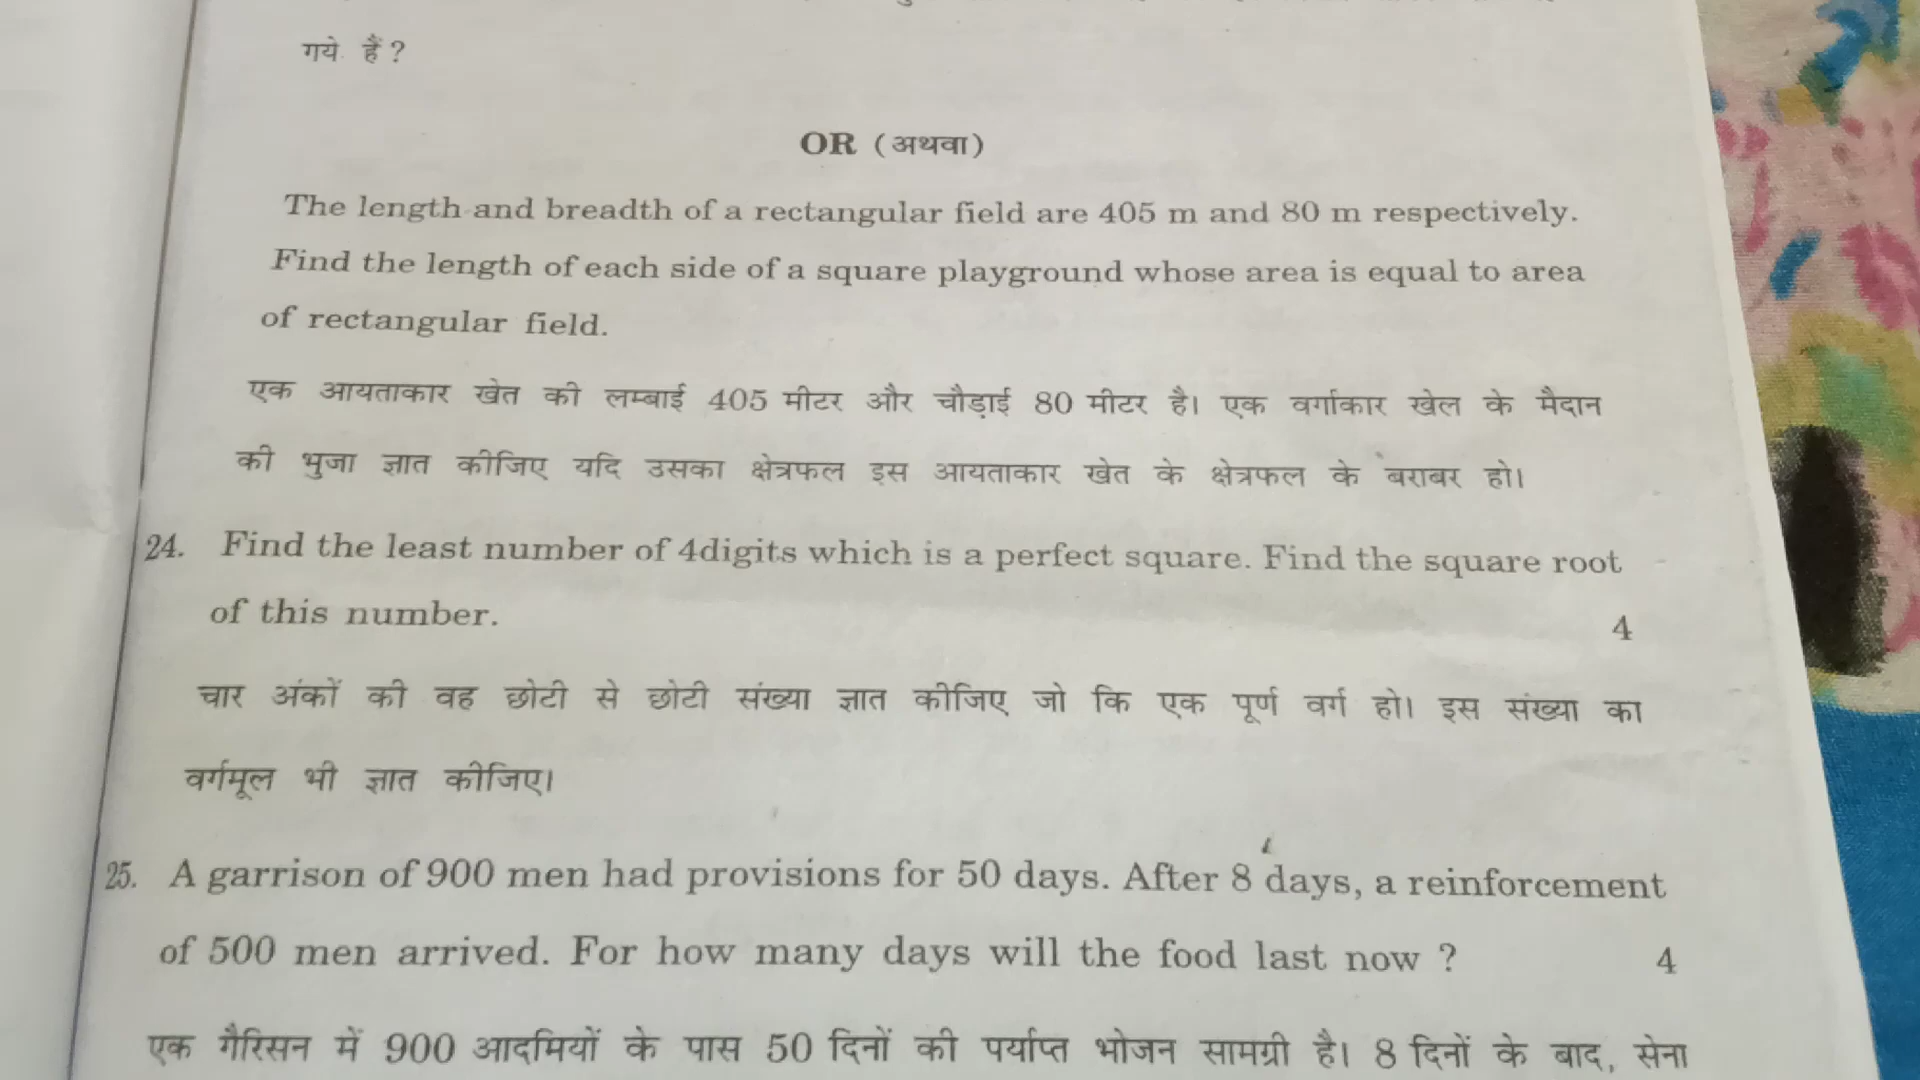 गये हैं ?
OR (अथवा)
The length and breadth of a rectangular field are 405 m and 80 m respectively.
Find the length of each side of a square playground whose area is equal to area
of rectangular field.
एक आयताकार खेत की लम्बाई 405 मीटर और चौड़ाई 80 मीटर है। एक वर्गाकार खेल के मैदान
की भुजा ज्ञात कीजिए यदि उसका क्षेत्रफल इस आयताकार खेत के क्षेत्रफल के बराबर हो।
24. Find the least number of 4digits which is a perfect square. Find the square root
of this number. 4
चार अंकों की वह छोटी से छोटी संख्या ज्ञात कीजिए जो कि एक पूर्ण वर्ग हो। इस संख्या का
वर्गमूल भी ज्ञात कीजिए।
25. A garrison of 900 men had provisions for 50 days. After 8 days, a reinforcement
of 500 men arrived. For how many days will the food last now ? 4
एक गैरिसन में 900 आदमियों के पास 50 दिनों की पर्याप्त भोजन सामग्री है। 8 दिनों के बाद, सेना